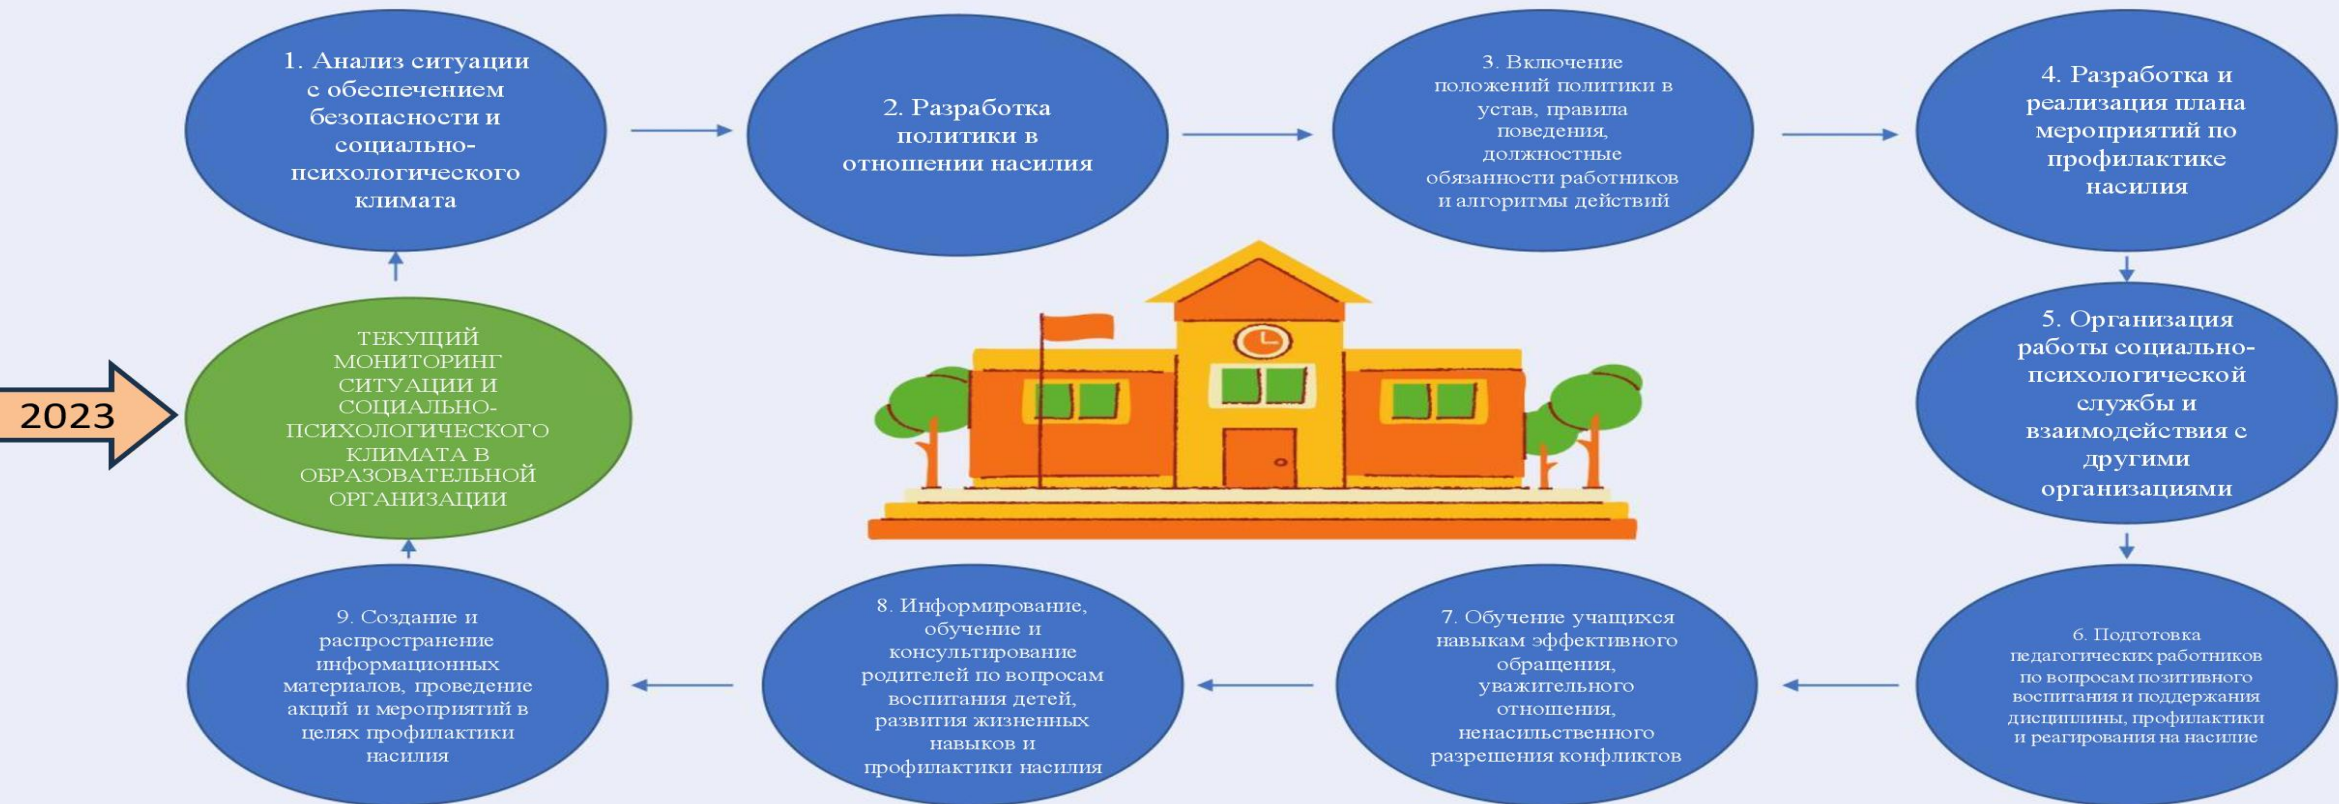 1. Анализ ситуации
с обеспечением
безопасности и
социально-
психологического
климата
2. Разработка
политики в
отношении насилия
3. Включение
положений политики в
устав, правила
поведения,
должностные
обязанности работников
и алгоритмы действий
4. Разработка и
реализация плана
мероприятий по
профилактике
насилия
5. Организация
работы социально-
психологической
службы и
взаимодействия с
другими
организациями
6. Подготовка
педагогических работников
по вопросам позитивного
воспитания и поддержания
дисциплины, профилактики
и реагирования на насилие
7. Обучение учащихся
навыкам эффективного
обращения,
уважительного
отношения,
ненасильственного
разрешения конфликтов
8. Информирование,
обучение и
консультирование
родителей по вопросам
воспитания детей,
развития жизненных
навыков и
профилактики насилия
9. Создание и
распространение
информационных
материалов, проведение
акций и мероприятий в
целях профилактики
насилия
2023
ТЕКУЩИЙ
МОНИТОРИНГ
СИТУАЦИИ И
СОЦИАЛЬНО-
ПСИХОЛОГИЧЕСКОГО
КЛИМАТА В
ОБРАЗОВАТЕЛЬНОЙ
ОРГАНИЗАЦИИ